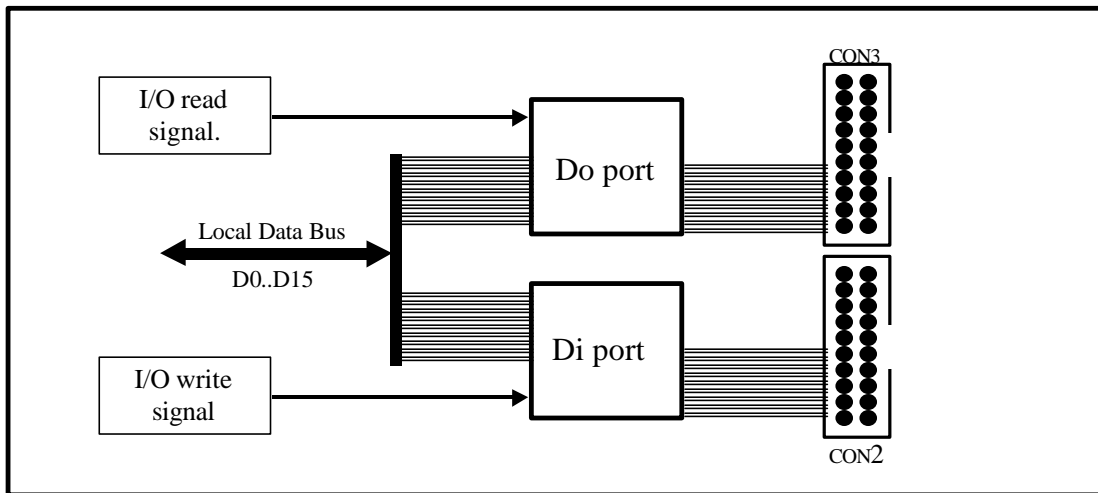 CON3
I/O read
signal.
Do port
Local Data Bus
D0..D15
Di port
I/O write
signal
CON2